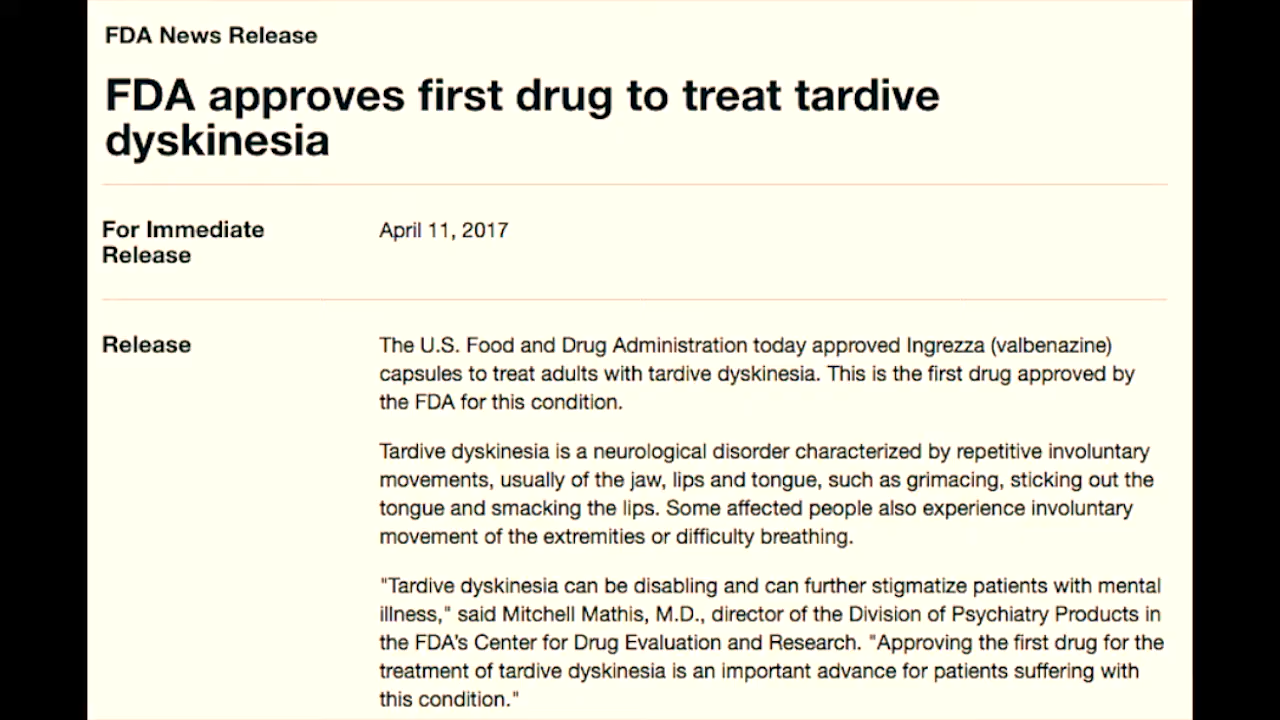 FDA News Release
FDA approves first drug to treat tardive
dyskinesia
For Immediate
Release
April 11, 2017
Release
The U.S. Food and Drug Administration today approved Ingrezza (valbenazine)
capsules to treat adults with tardive dyskinesia. This is the first drug approved by
the FDA for this condition.
Tardive dyskinesia is a neurological disorder characterized by repetitive involuntary
movements, usually of the jaw, lips and tongue, such as grimacing, sticking out the
tongue and smacking the lips. Some affected people also experience involuntary
movement of the extremities or difficulty breathing.
"Tardive dyskinesia can be disabling and can further stigmatize patients with mental
illness," said Mitchell Mathis, M.D., director of the Division of Psychiatry Products in
the FDA's Center for Drug Evaluation and Research. "Approving the first drug for the
treatment of tardive dyskinesia is an important advance for patients suffering with
this condition."